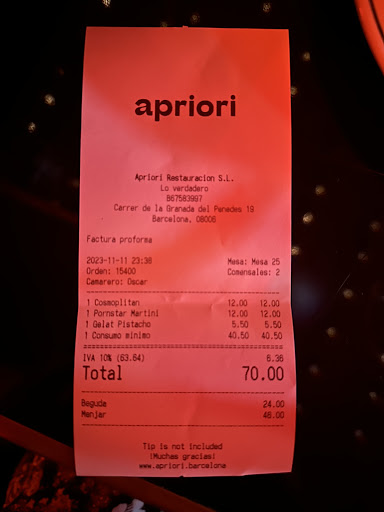 apriori
Apriori Restauracion S.L.
Lo verdadero
B67583997
Carrer de la Granada del Penedes 19
Barcelona, 08006
Factura proforma
2023-11-11 23:38 Mesa: Mesa 25
Orden: 15400 Comensales: 2
Camarero: Oscar
1 Cosmoplitan 12.00 12.00
1 Pornstar Martini 12.00 12.00
1 Gelat Pistacho 5.50 5.50
1 Consumo minimo 40.50 40.50
IVA 10% (63.64) 6.36
Total 70.00
Beguda 24.00
Menjar 46.00
Tip is not included
¡Muchas gracias!
www.apriori.barcelona